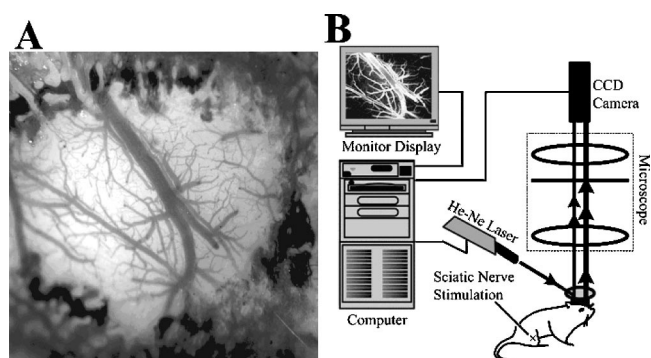 A
B
CCD
Camera
Monitor Display
Microscope
He-Ne Laser
Sciatic Nerve
Stimulation
Computer